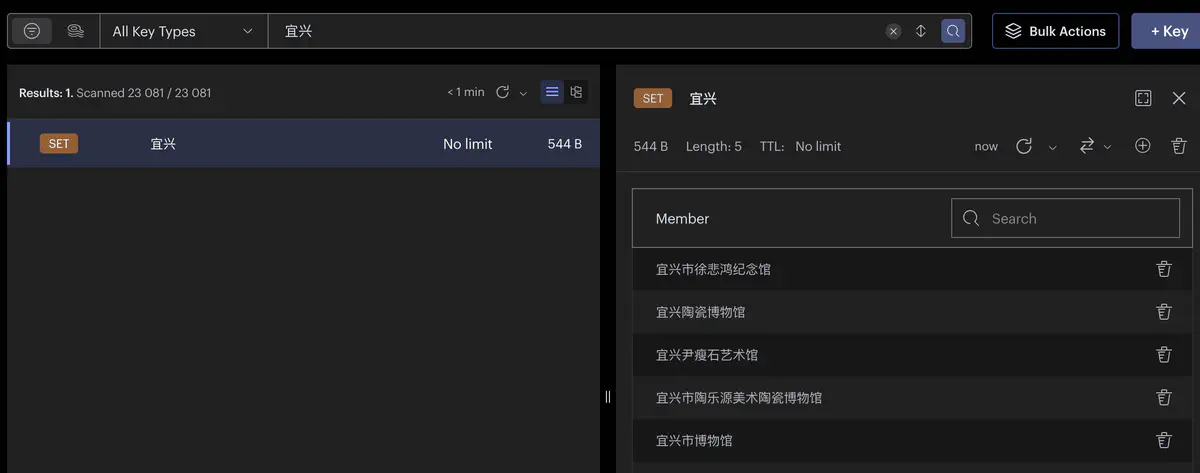 All Key Types 宜兴 Bulk Actions + Key
Results: 1. Scanned 23 081 / 23 081 < 1 min
SET 宜兴 No limit 544 B
SET 宜兴
544 B Length: 5 TTL: No limit now
Member Search
宜兴市徐悲鸿纪念馆
宜兴陶瓷博物馆
宜兴尹瘦石艺术馆
宜兴市陶乐源美术陶瓷博物馆
宜兴市博物馆